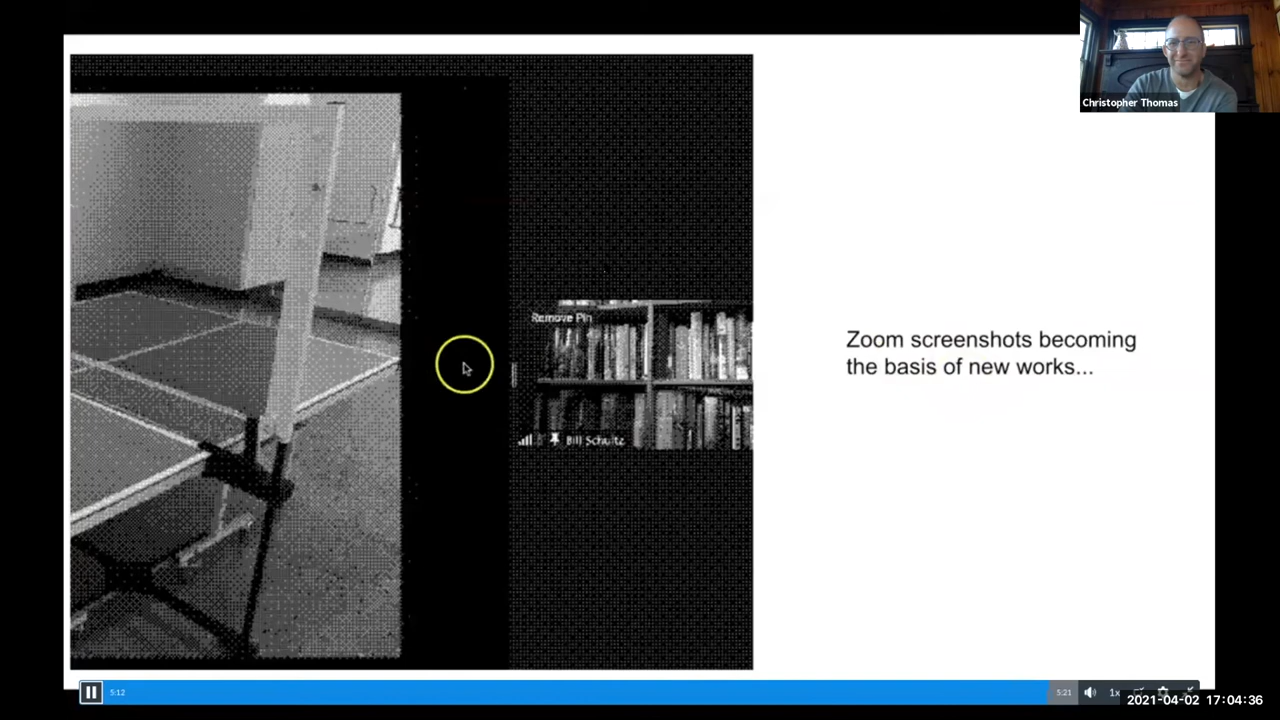 Christopher Thomas
Remove Pin
Bill Schultz
Zoom screenshots becoming
the basis of new works...
5:12
5:21
1x
2021-04-02 17:04:36